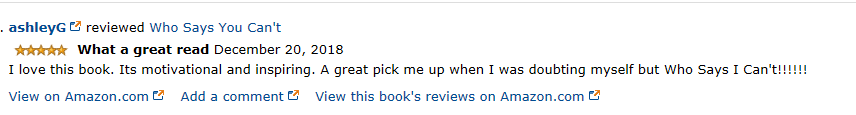 . ashleyG reviewed Who Says You Can't
What a great read December 20, 2018
I love this book. Its motivational and inspiring. A great pick me up when I was doubting myself but Who Says I Can't!!!!!!
View on Amazon.com Add a comment View this book's reviews on Amazon.com